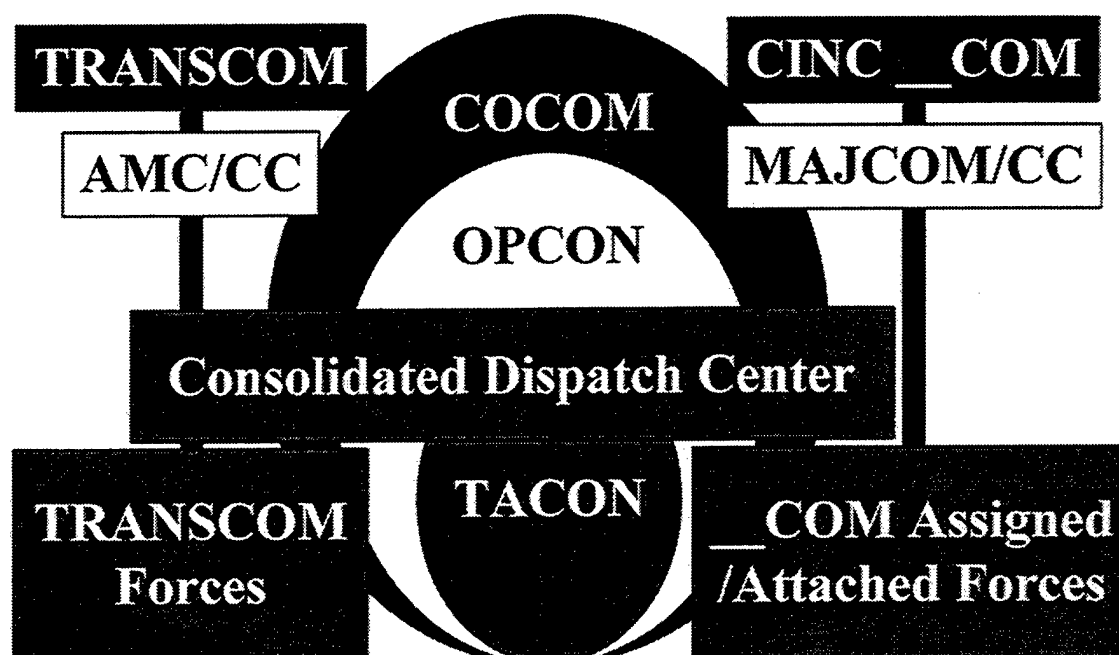 TRANSCOM
CINC __COM
COCOM
AMC/CC
MAJCOM/CC
OPCON
Consolidated Dispatch Center
TRANSCOM
Forces
TACON
__COM Assigned
/Attached Forces